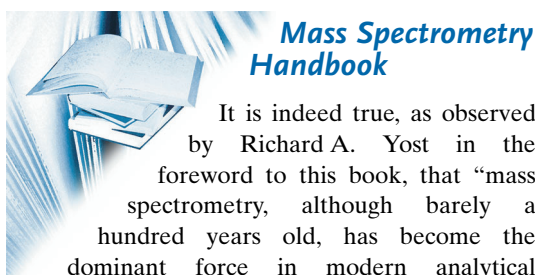 Mass Spectrometry
Handbook
It is indeed true, as observed
by Richard A. Yost in the
foreword to this book, that “mass
spectrometry, although barely a
hundred years old, has become the
dominant force in modern analytical